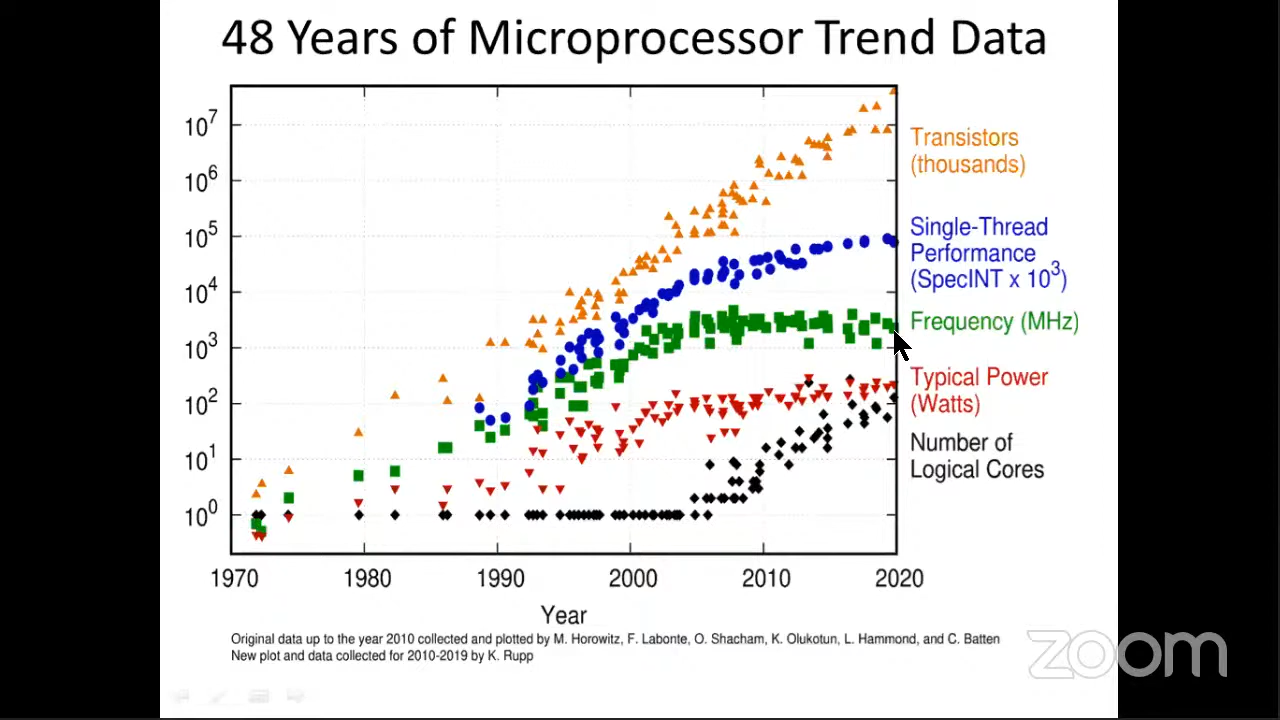 48 Years of Microprocessor Trend Data
10^7
10^6
10^5
10^4
10^3
10^2
10^1
10^0
Transistors
(thousands)
Single-Thread
Performance
(SpecINT x 10^3)
Frequency (MHz)
Typical Power
(Watts)
Number of
Logical Cores
1970 1980 1990 2000 2010 2020
Year
Original data up to the year 2010 collected and plotted by M. Horowitz, F. Labonte, O. Shacham, K. Olukotun, L. Hammond, and C. Batten
New plot and data collected for 2010-2019 by K. Rupp
zoom